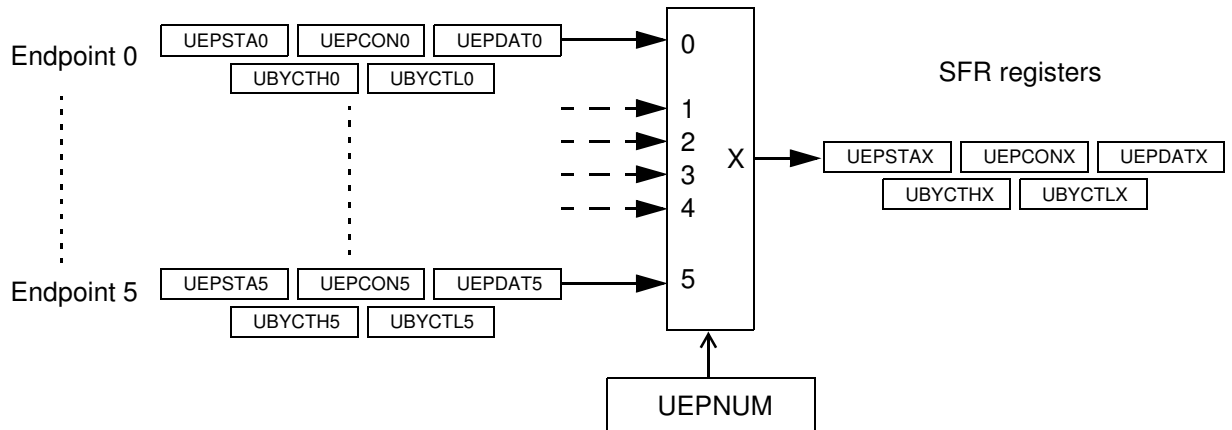 Endpoint 0
UEPSTA0 UEPCON0 UEPDAT0
UBYCTH0 UBYCTL0
0
1
2
3
4
5
X
SFR registers
UEPSTAX UEPCONX UEPDATX
UBYCTHX UBYCTLX
Endpoint 5
UEPSTA5 UEPCON5 UEPDAT5
UBYCTH5 UBYCTL5
UEPNUM